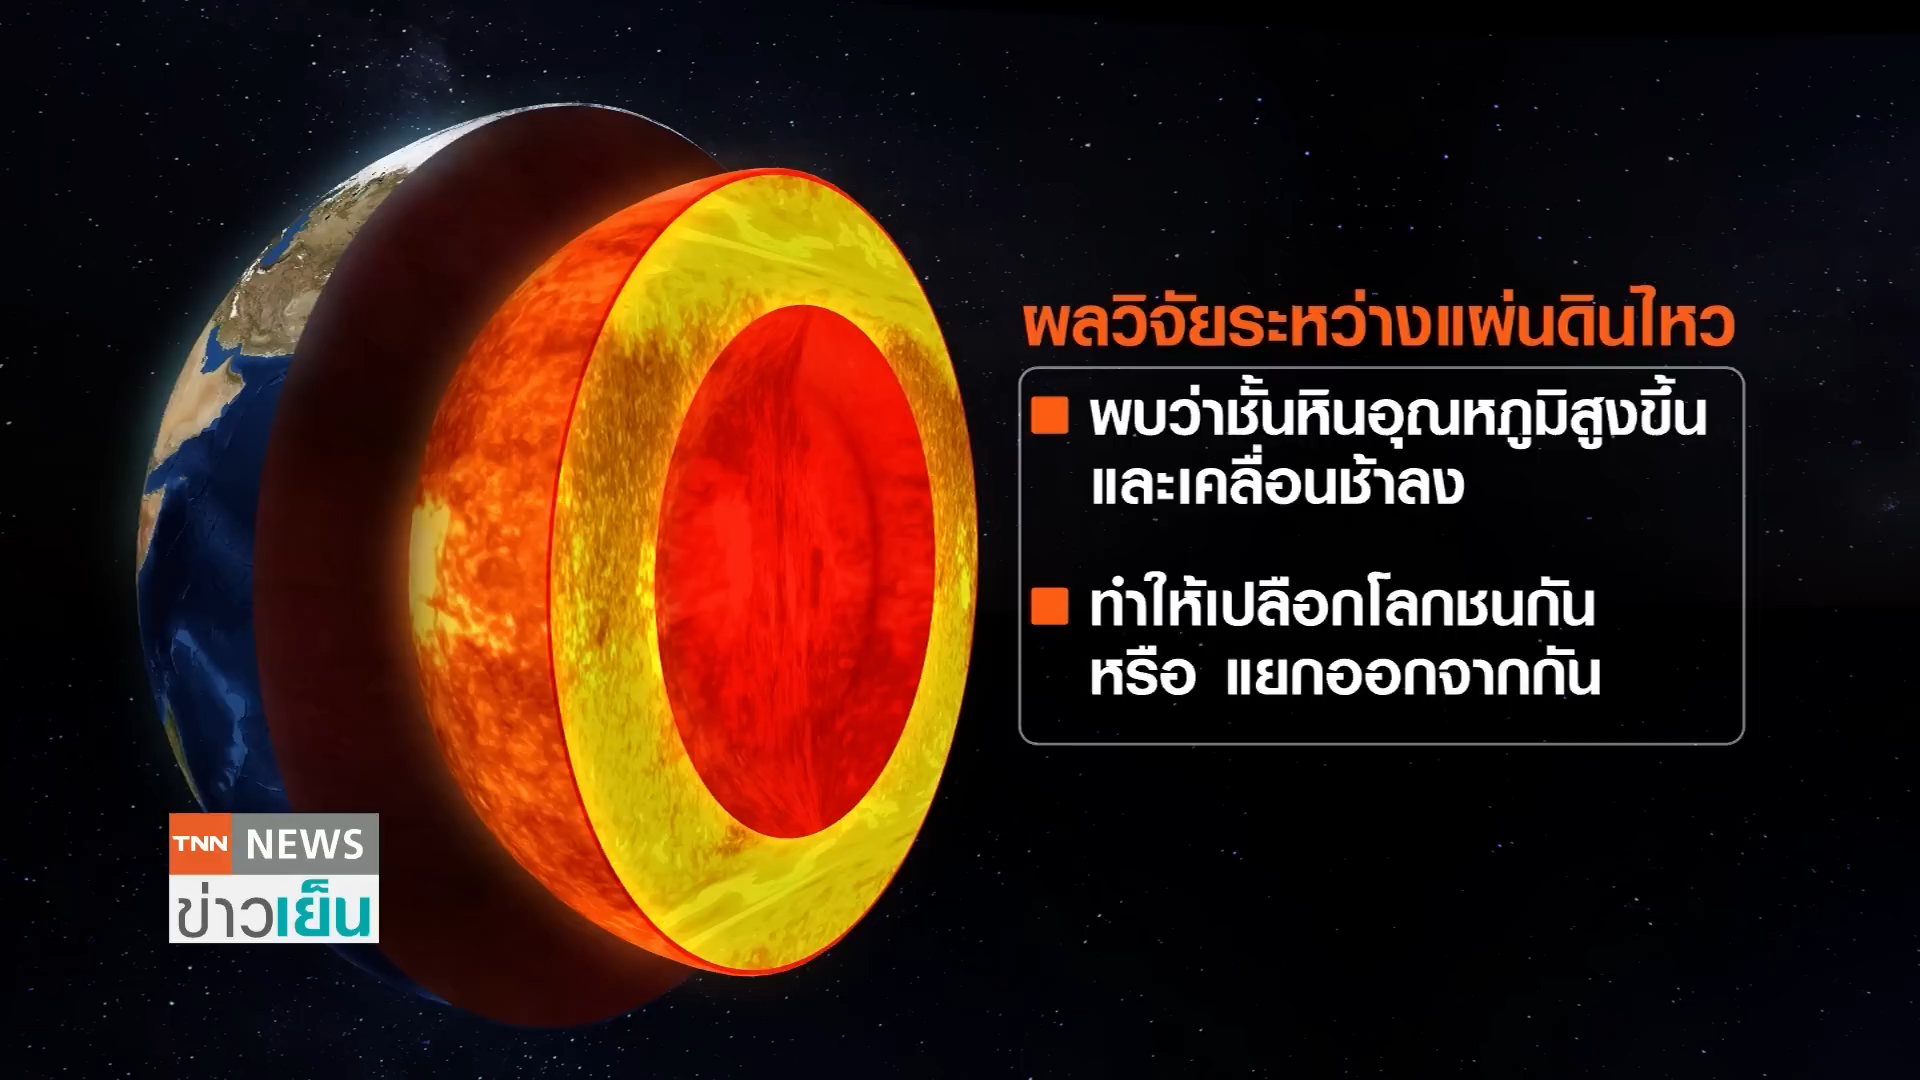 ผลวิจัยระหว่างแผ่นดินไหว
พบว่าชั้นหินอุณหภูมิสูงขึ้น
และเคลื่อนช้าลง
ทำให้เปลือกโลกชนกัน
หรือ แยกออกจากกัน
TNN NEWS
ข่าวเย็น